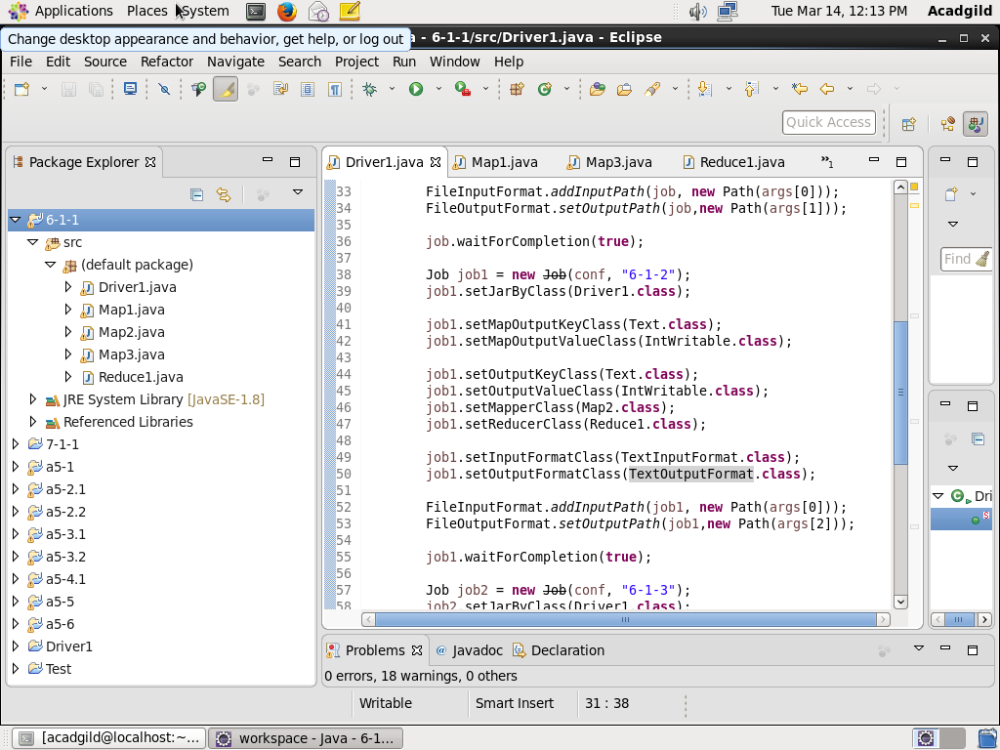 Applications Places System Tue Mar 14, 12:13 PM Acadgild
Change desktop appearance and behavior, get help, or log out
a - 6-1-1/src/Driver1.java - Eclipse
File Edit Source Refactor Navigate Search Project Run Window Help
Quick Access
Package Explorer
Driver1.java Map1.java Map3.java Reduce1.java »1
6-1-1
src
(default package)
Driver1.java
Map1.java
Map2.java
Map3.java
Reduce1.java
JRE System Library [JavaSE-1.8]
Referenced Libraries
7-1-1
a5-1
a5-2.1
a5-2.2
a5-3.1
a5-3.2
a5-4.1
a5-5
a5-6
Driver1
Test
33 FileInputFormat.addInputPath(job, new Path(args[0]));
34 FileOutputFormat.setOutputPath(job,new Path(args[1]));
35
36 job.waitForCompletion(true);
37
38 Job job1 = new Job(conf, "6-1-2");
39 job1.setJarByClass(Driver1.class);
40
41 job1.setMapOutputKeyClass(Text.class);
42 job1.setMapOutputValueClass(IntWritable.class);
43
44 job1.setOutputKeyClass(Text.class);
45 job1.setOutputValueClass(IntWritable.class);
46 job1.setMapperClass(Map2.class);
47 job1.setReducerClass(Reduce1.class);
48
49 job1.setInputFormatClass(TextInputFormat.class);
50 job1.setOutputFormatClass(TextOutputFormat.class);
51
52 FileInputFormat.addInputPath(job1, new Path(args[0]));
53 FileOutputFormat.setOutputPath(job1,new Path(args[2]));
54
55 job1.waitForCompletion(true);
56
57 Job job2 = new Job(conf, "6-1-3");
58 job2.setJarByClass(Driver1.class);
Find
Dri
S
Problems @ Javadoc Declaration
0 errors, 18 warnings, 0 others
Writable Smart Insert 31 : 38
[acadgild@localhost:~... workspace - Java - 6-1...